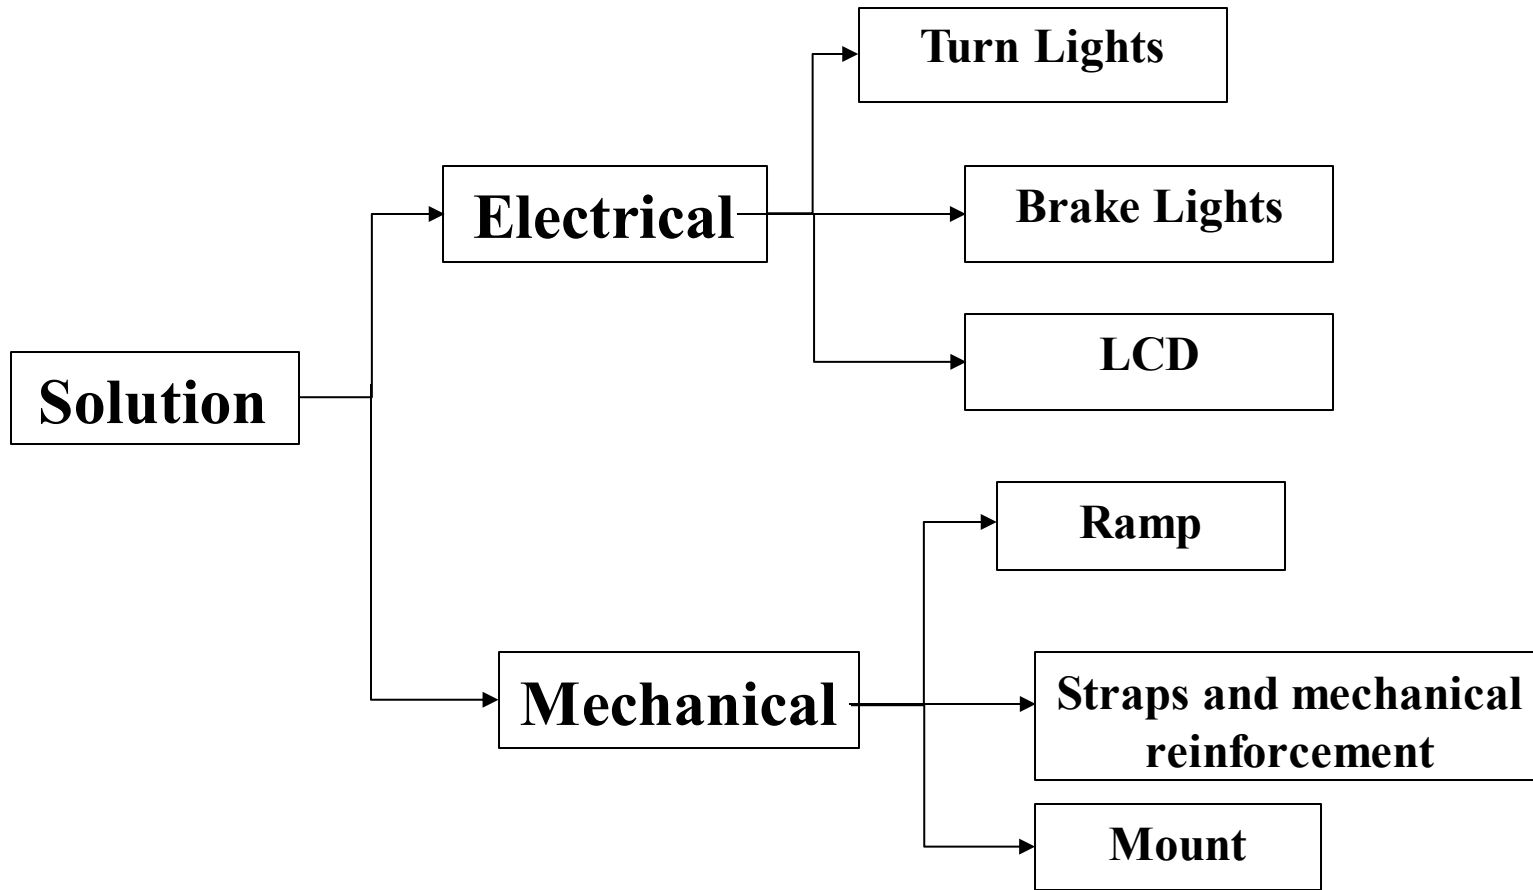 Turn Lights
Electrical
Brake Lights
LCD
Solution
Ramp
Mechanical
Straps and mechanical
reinforcement
Mount